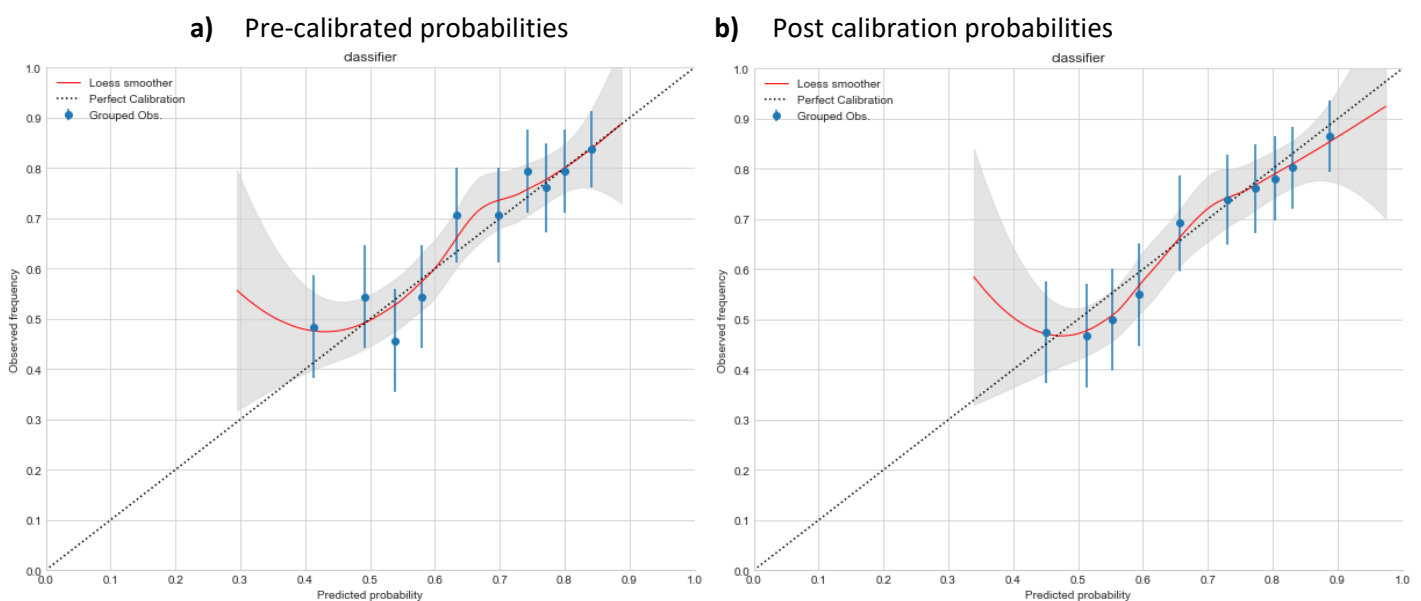 a) Pre-calibrated probabilities
classifier
Loess smoother
Perfect Calibration
Grouped Obs.
1.0
0.9
0.8
0.7
0.6
0.5
0.4
0.3
0.2
0.1
0.0
Observed frequency
0.0 0.1 0.2 0.3 0.4 0.5 0.6 0.7 0.8 0.9 1.0
Predicted probability
b) Post calibration probabilities
classifier
Loess smoother
Perfect Calibration
Grouped Obs.
1.0
0.9
0.8
0.7
0.6
0.5
0.4
0.3
0.2
0.1
0.0
Observed frequency
0.0 0.1 0.2 0.3 0.4 0.5 0.6 0.7 0.8 0.9 1.0
Predicted probability